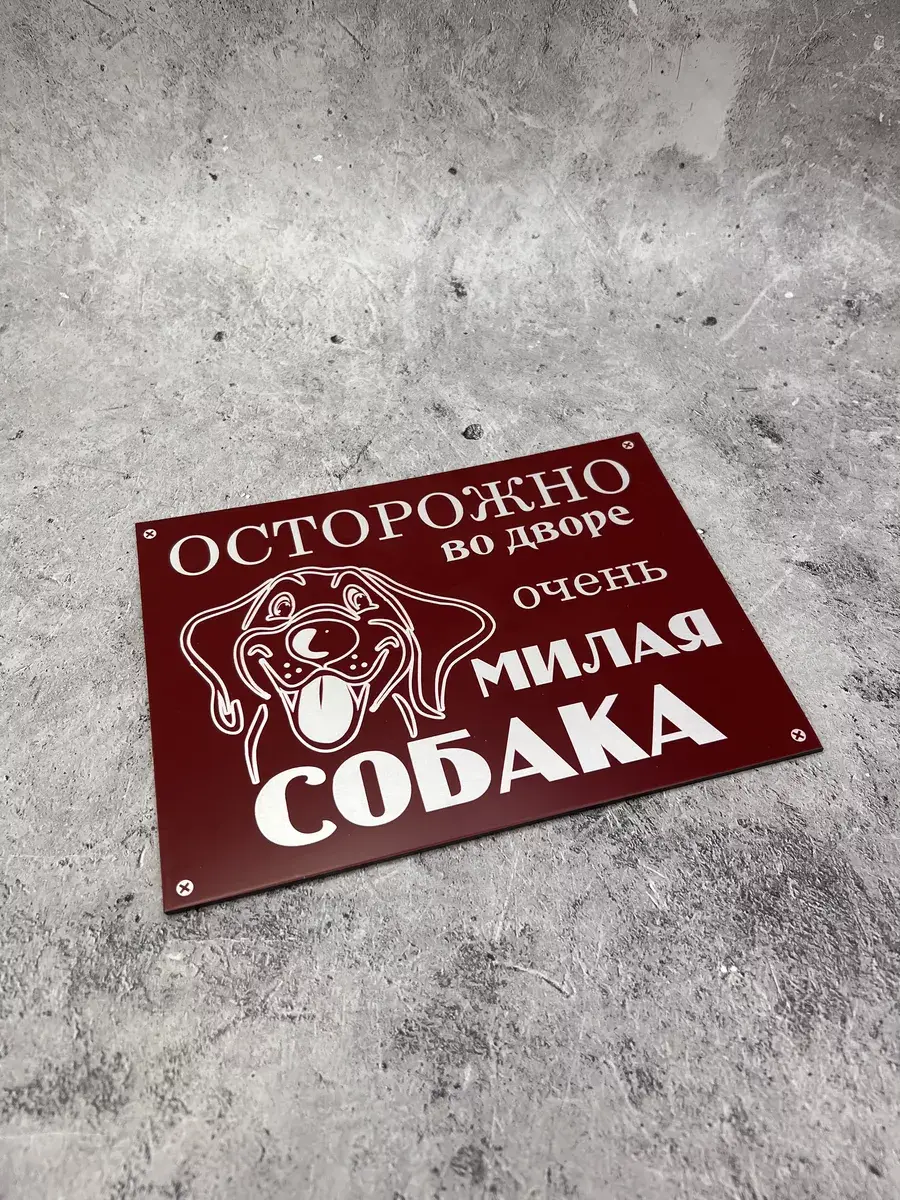 ОСТОРОЖНО
во дворе
очень
МИЛАЯ
СОБАКА